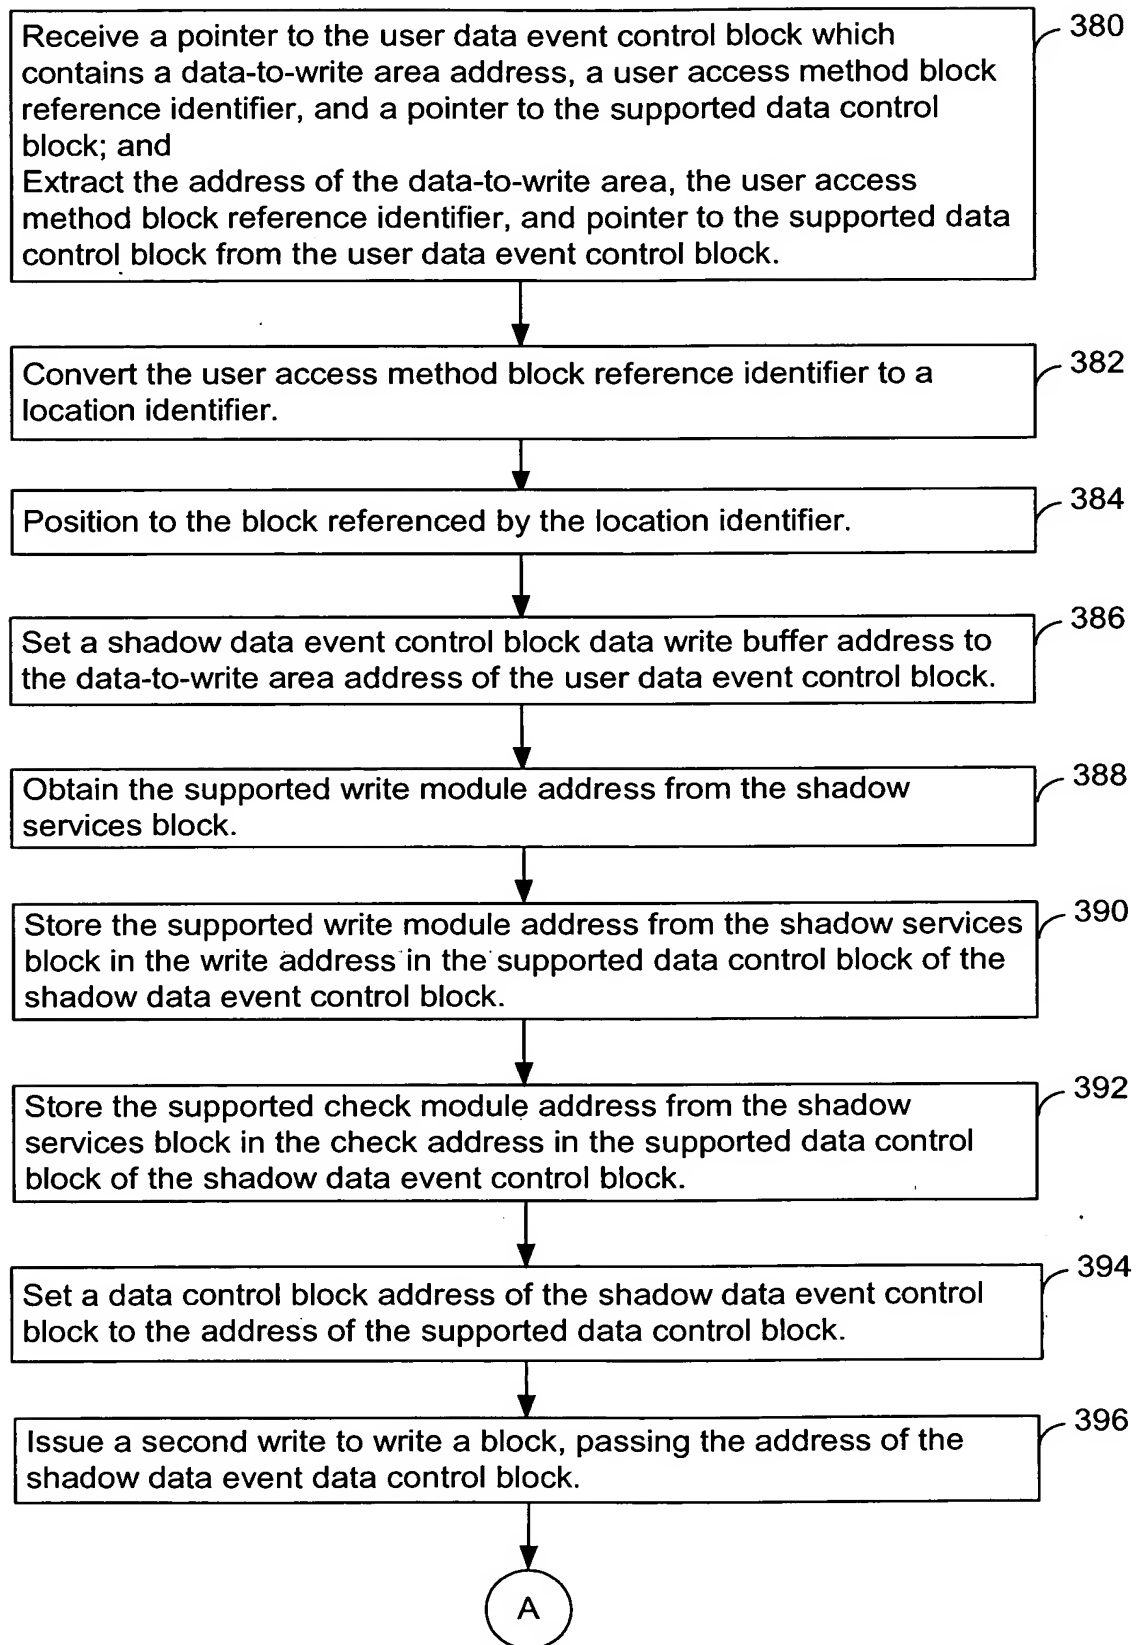 Receive a pointer to the user data event control block which
contains a data-to-write area address, a user access method block
reference identifier, and a pointer to the supported data control
block; and
Extract the address of the data-to-write area, the user access
method block reference identifier, and pointer to the supported data
control block from the user data event control block.
380
Convert the user access method block reference identifier to a
location identifier.
382
Position to the block referenced by the location identifier.
384
Set a shadow data event control block data write buffer address to
the data-to-write area address of the user data event control block.
386
Obtain the supported write module address from the shadow
services block.
388
Store the supported write module address from the shadow services
block in the write address in the supported data control block of the
shadow data event control block.
390
Store the supported check module address from the shadow
services block in the check address in the supported data control
block of the shadow data event control block.
392
Set a data control block address of the shadow data event control
block to the address of the supported data control block.
394
Issue a second write to write a block, passing the address of the
shadow data event data control block.
396
A